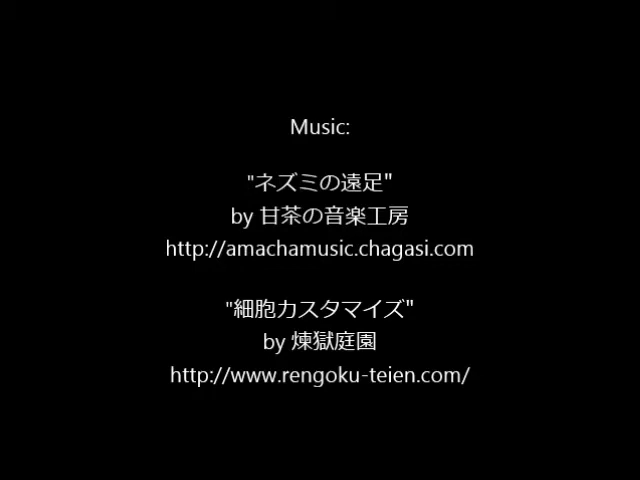 Music:
"ネズミの遠足"
by 甘茶の音楽工房
http://amachamusic.chagasi.com
"細胞カスタマイズ"
by 煉獄庭園
http://www.rengoku-teien.com/